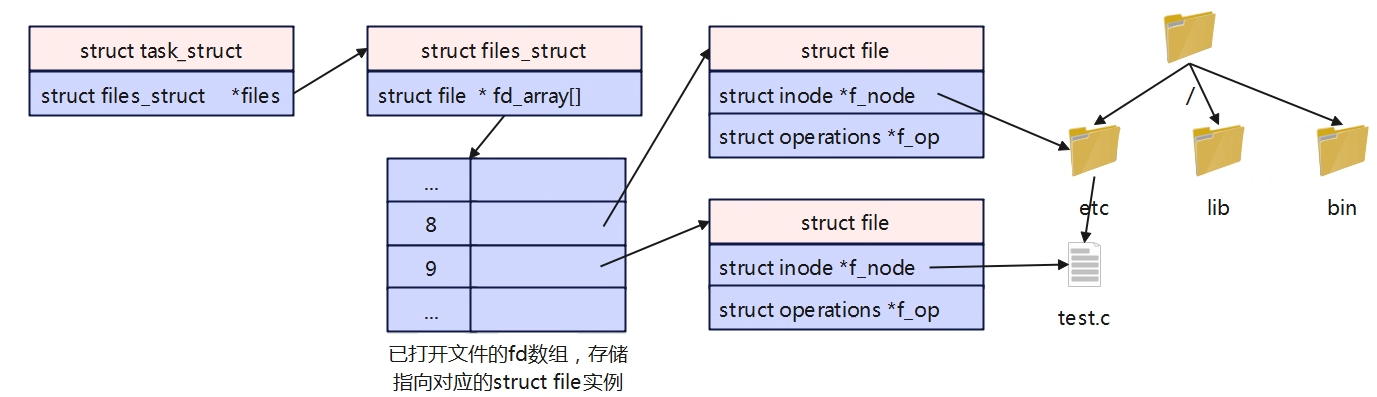 struct task_struct
struct files_struct *files
struct files_struct
struct file * fd_array[]
...
8
9
...
已打开文件的fd数组，存储
指向对应的struct file实例
struct file
struct inode *f_node
struct operations *f_op
struct file
struct inode *f_node
struct operations *f_op
/
etc
lib
bin
test.c